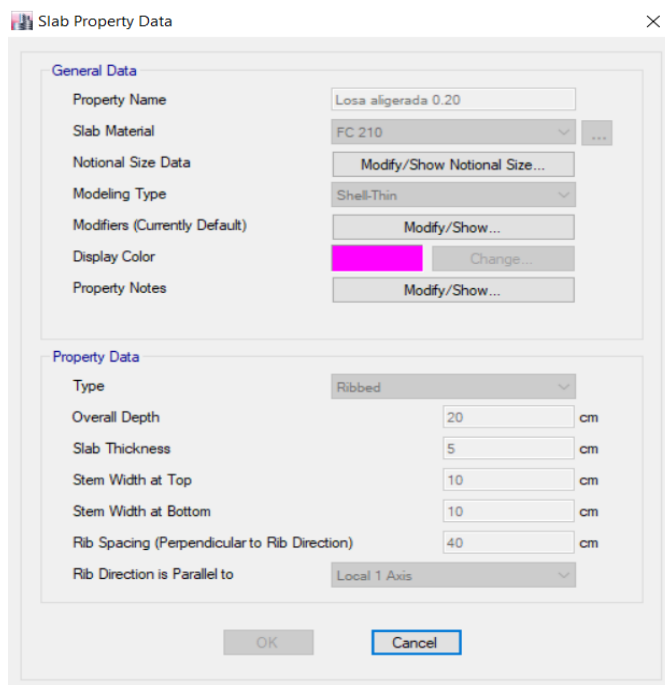 Slab Property Data
General Data
Property Name Losa aligerada 0.20
Slab Material FC 210 ...
Notional Size Data Modify/Show Notional Size...
Modeling Type Shell-Thin
Modifiers (Currently Default) Modify/Show...
Display Color Change...
Property Notes Modify/Show...
Property Data
Type Ribbed
Overall Depth 20 cm
Slab Thickness 5 cm
Stem Width at Top 10 cm
Stem Width at Bottom 10 cm
Rib Spacing (Perpendicular to Rib Direction) 40 cm
Rib Direction is Parallel to Local 1 Axis
OK Cancel